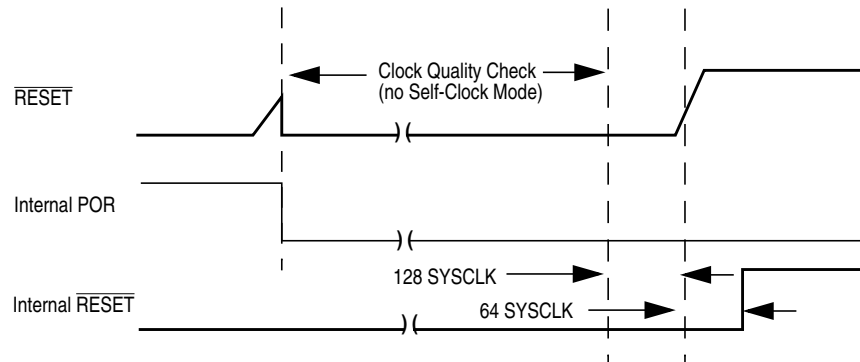 Clock Quality Check
(no Self-Clock Mode)
RESET
Internal POR
128 SYSCLK
Internal RESET
64 SYSCLK